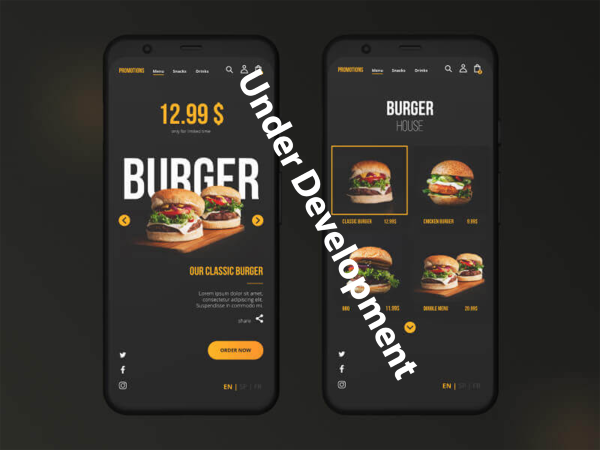 PROMOTIONS Menu Snacks Drinks
12.99 $
only for limited time
BURGER
OUR CLASSIC BURGER
Lorem ipsum dolor sit amet,
consectetur adipiscing elit.
Suspendisse in commodo ex.
share
ORDER NOW
EN | SP | FR
Under Development
PROMOTIONS Menu Snacks Drinks
BURGER
HOUSE
CLASSIC BURGER 12.99$
CHICKEN BURGER 9.99$
BBQ 11.99$
DOUBLE MENU 20.99$
EN | SP | FR